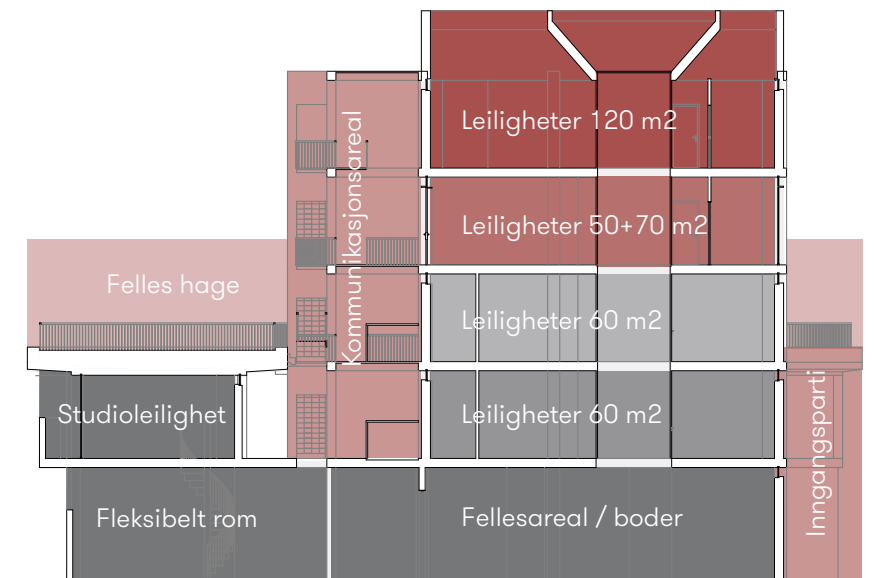 Leiligheter 120 m2
Kommunikasjonsareal
Leiligheter 50+70 m2
Felles hage
Leiligheter 60 m2
Studioleilighet
Leiligheter 60 m2
Inngangsparti
Fleksibelt rom
Fellesareal / boder